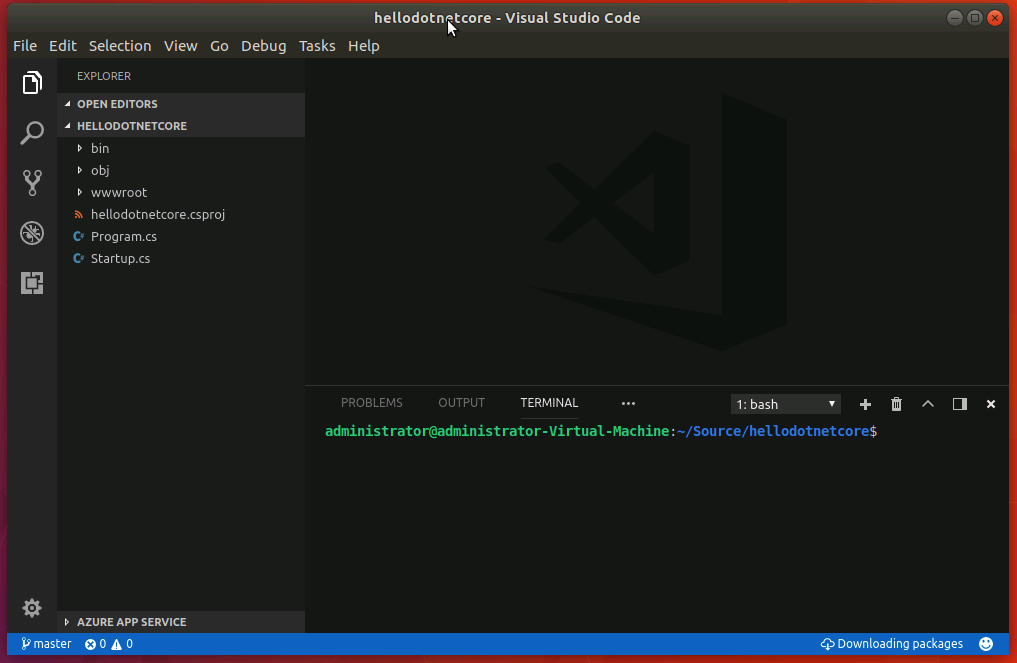 hellodotnetcore - Visual Studio Code
File Edit Selection View Go Debug Tasks Help
EXPLORER
OPEN EDITORS
HELLODOTNETCORE
bin
obj
wwwroot
hellodotnetcore.csproj
C# Program.cs
C# Startup.cs
PROBLEMS OUTPUT TERMINAL ••• 1: bash
administrator@administrator-Virtual-Machine:~/Source/hellodotnetcore$
AZURE APP SERVICE
master 0 0 Downloading packages